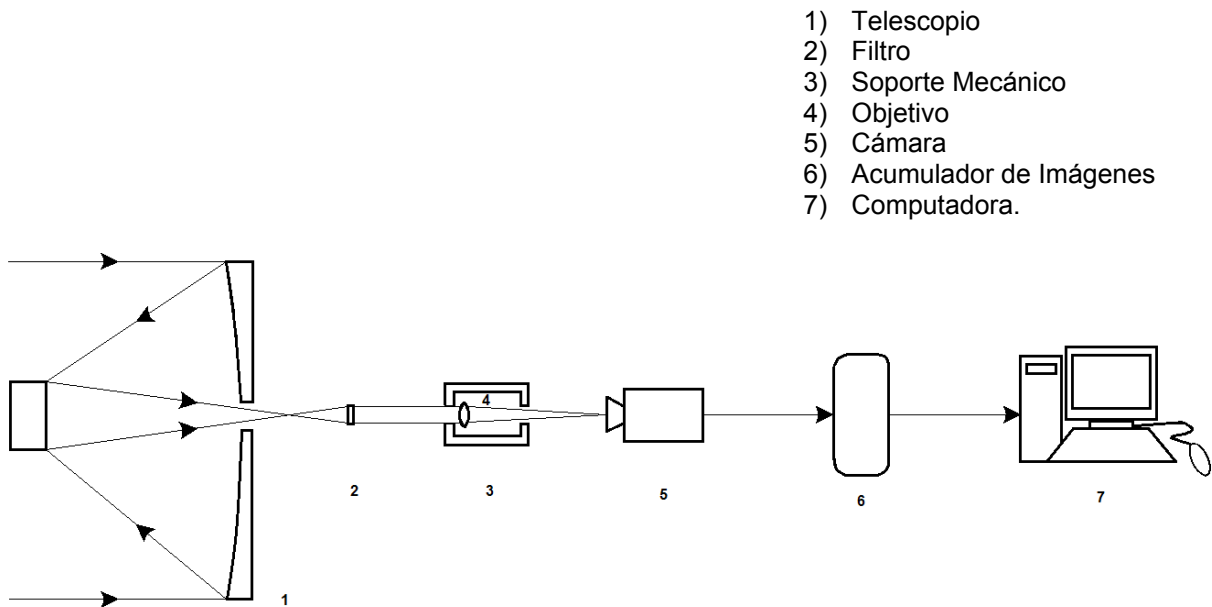 1) Telescopio
2) Filtro
3) Soporte Mecánico
4) Objetivo
5) Cámara
6) Acumulador de Imágenes
7) Computadora.
4
2
3
5
6
7
1